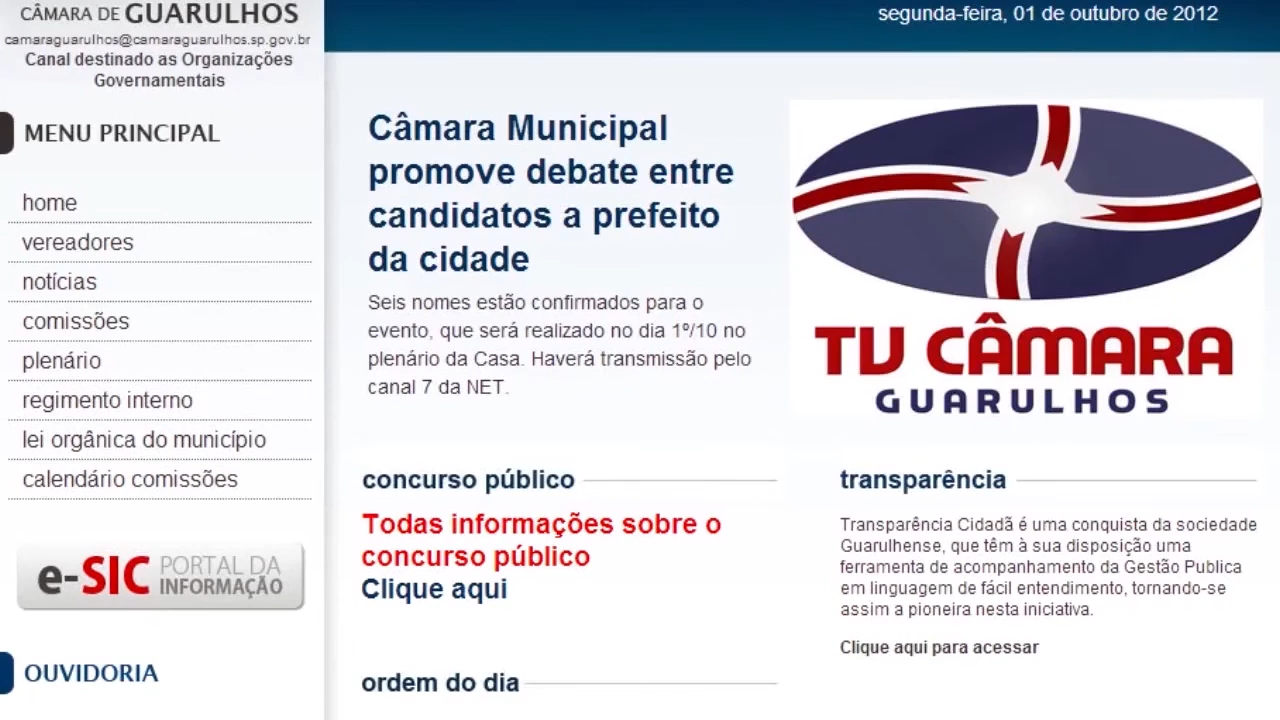 CÂMARA DE GUARULHOS
camaraguarulhos@camaraguarulhos.sp.gov.br
Canal destinado as Organizações
Governamentais
MENU PRINCIPAL
home
vereadores
notícias
comissões
plenário
regimento interno
lei orgânica do município
calendário comissões
e-SIC PORTAL DA
INFORMAÇÃO
OUVIDORIA
segunda-feira, 01 de outubro de 2012
Câmara Municipal
promove debate entre
candidatos a prefeito
da cidade
Seis nomes estão confirmados para o
evento, que será realizado no dia 1º/10 no
plenário da Casa. Haverá transmissão pelo
canal 7 da NET.
TV CÂMARA
GUARULHOS
concurso público
Todas informações sobre o
concurso público
Clique aqui
ordem do dia
transparência
Transparência Cidadã é uma conquista da sociedade
Guarulhense, que têm à sua disposição uma
ferramenta de acompanhamento da Gestão Publica
em linguagem de fácil entendimento, tornando-se
assim a pioneira nesta iniciativa.
Clique aqui para acessar